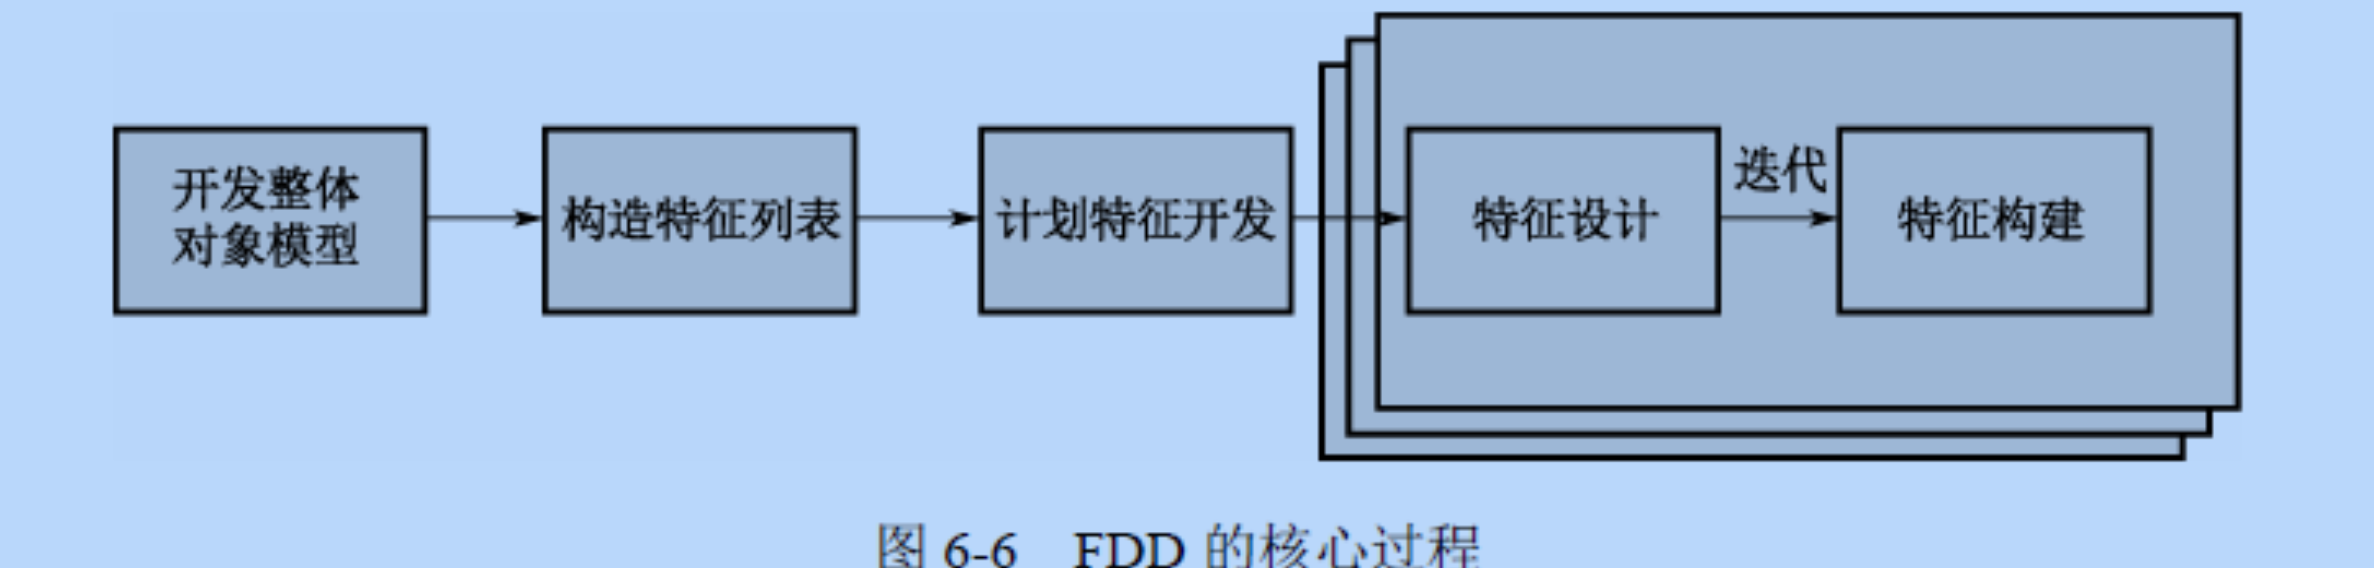 开发整体
对象模型
构造特征列表
计划特征开发
特征设计
迭代
特征构建
图 6-6 FDD 的核心过程